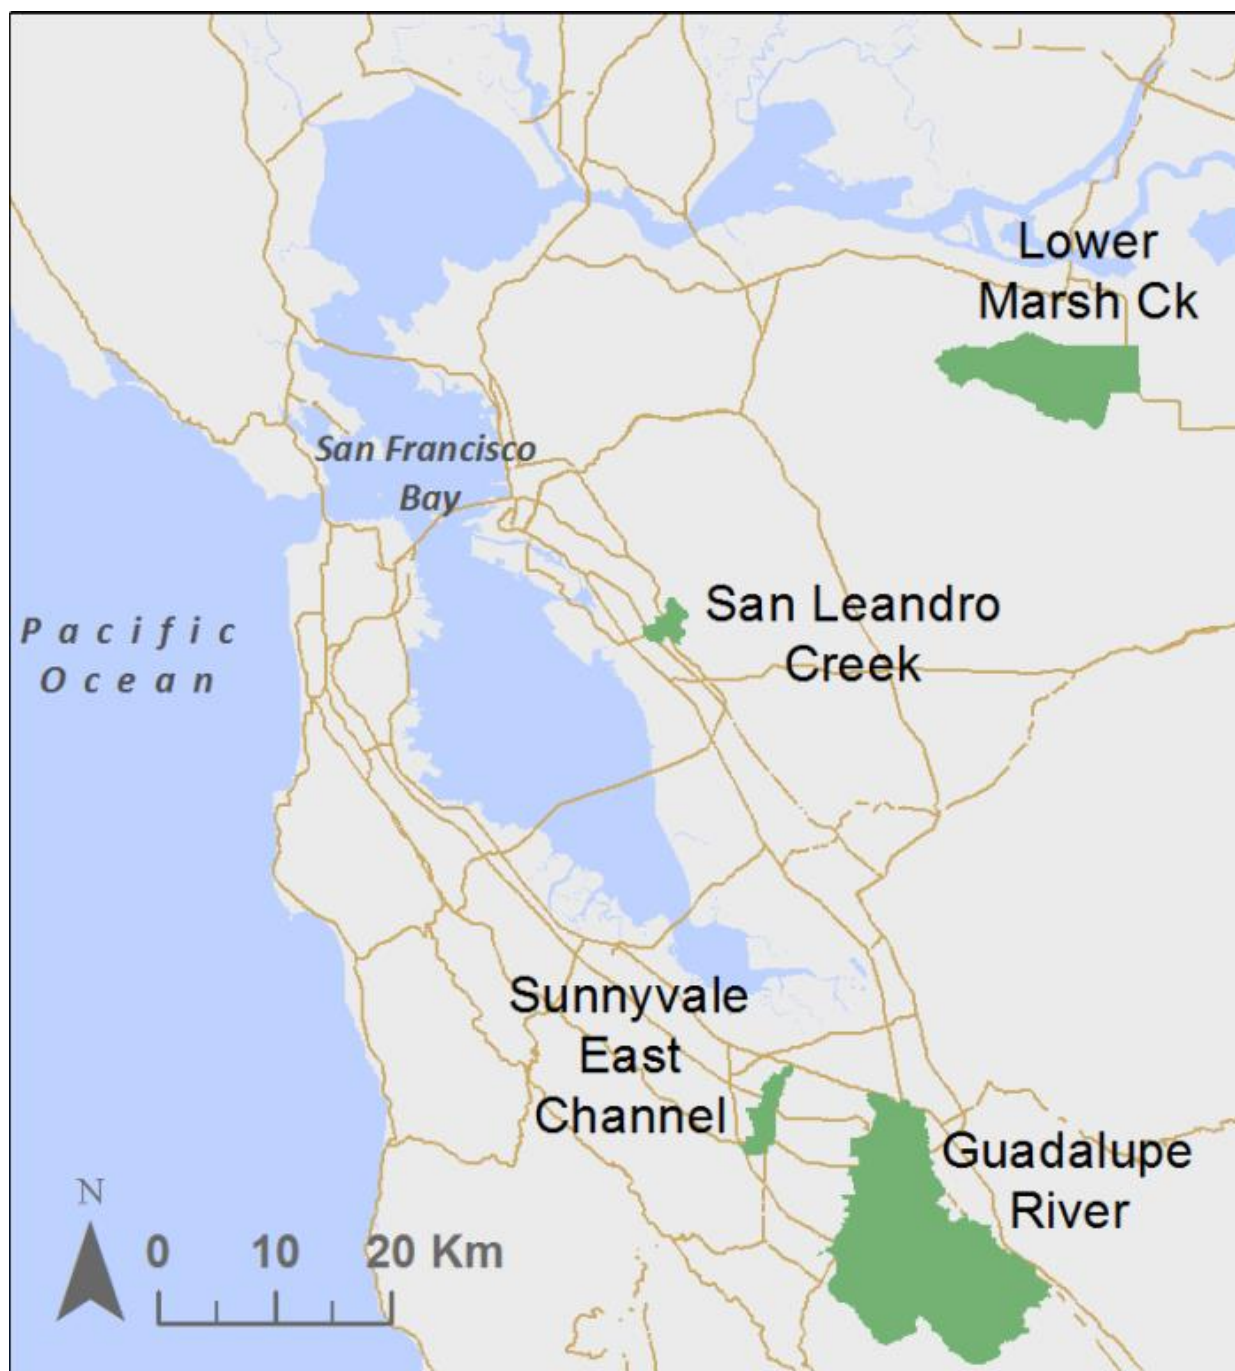 Lower
Marsh Ck
San Francisco
Bay
San Leandro
Creek
Pacific
Ocean
Sunnyvale
East
Channel
Guadalupe
River
N
0 10 20 Km